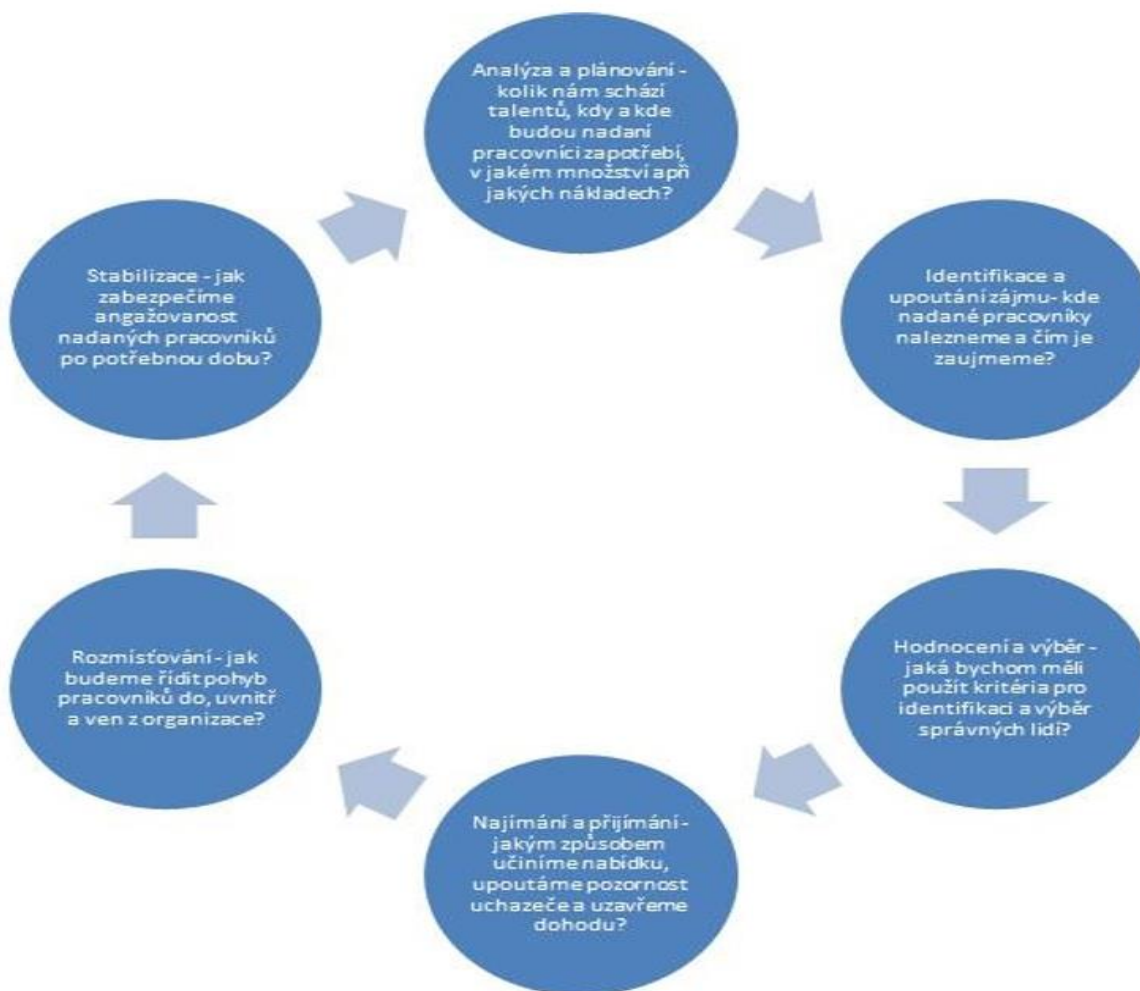 Analýza a plánování -
kolik nám schází
talentů, kdy a kde
budou nadaní
pracovníci zapotřebí,
v jakém množství a při
jakých nákladech?
Identifikace a
upoutání zájmu- kde
nadané pracovníky
nalezneme a čím je
zaujmeme?
Hodnocení a výběr -
jaká bychom měli
použít kritéria pro
identifikaci a výběr
správných lidí?
Najímání a přijímání -
jakým způsobem
učiníme nabídku,
upoutáme pozornost
uchazeče a uzavřeme
dohodu?
Rozmísťování - jak
budeme řídit pohyb
pracovníků do, uvnitř
a ven z organizace?
Stabilizace - jak
zabezpečíme
angažovanost
nadaných pracovníků
po potřebnou dobu?